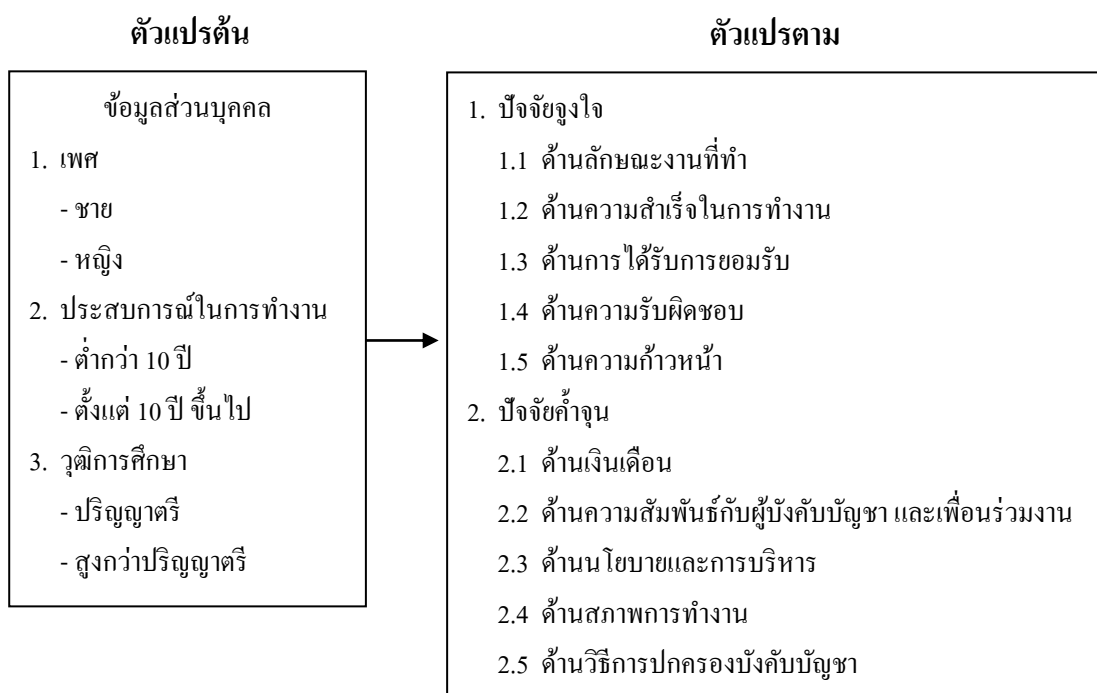 ตัวแปรต้น
ข้อมูลส่วนบุคคล
1. เพศ
- ชาย
- หญิง
2. ประสบการณ์ในการทำงาน
- ต่ำกว่า 10 ปี
- ตั้งแต่ 10 ปี ขึ้นไป
3. วุฒิการศึกษา
- ปริญญาตรี
- สูงกว่าปริญญาตรี
ตัวแปรตาม
1. ปัจจัยจูงใจ
1.1 ด้านลักษณะงานที่ทำ
1.2 ด้านความสำเร็จในการทำงาน
1.3 ด้านการได้รับการยอมรับ
1.4 ด้านความรับผิดชอบ
1.5 ด้านความก้าวหน้า
2. ปัจจัยค้ำจุน
2.1 ด้านเงินเดือน
2.2 ด้านความสัมพันธ์กับผู้บังคับบัญชา และเพื่อนร่วมงาน
2.3 ด้านนโยบายและการบริหาร
2.4 ด้านสภาพการทำงาน
2.5 ด้านวิธีการปกครองบังคับบัญชา